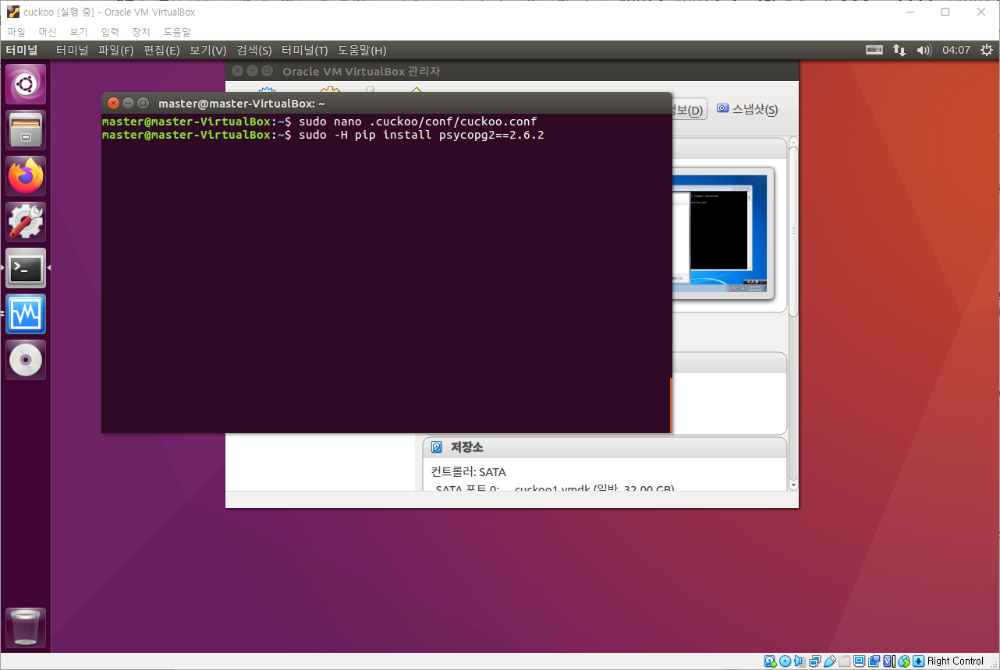 cuckoo [실행 중] - Oracle VM VirtualBox
파일 머신 보기 입력 장치 도움말
터미널 터미널 파일(F) 편집(E) 보기(V) 검색(S) 터미널(T) 도움말(H) 04:07
Oracle VM VirtualBox 관리자
스냅샷(S)
master@master-VirtualBox: ~
master@master-VirtualBox:~$ sudo nano .cuckoo/conf/cuckoo.conf
master@master-VirtualBox:~$ sudo -H pip install psycopg2==2.6.2
저장소
컨트롤러: SATA
SATA 포트 0: cuckoo1.vmdk (일반, 32.00 GB)
Right Control